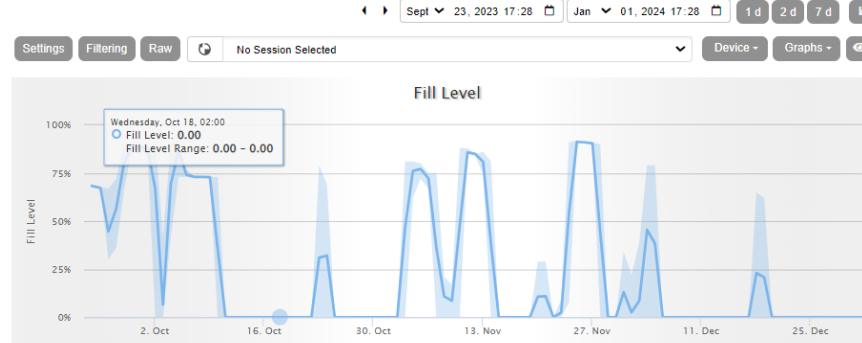 Sept 23, 2023 17:28 Jan 01, 2024 17:28 1 d 2 d 7 d
Settings Filtering Raw No Session Selected Device Graphs
Fill Level
100%
Wednesday, Oct 18, 02:00
Fill Level: 0.00
Fill Level Range: 0.00 - 0.00
75%
50%
Fill Level
25%
0%
2. Oct 16. Oct 30. Oct 13. Nov 27. Nov 11. Dec 25. Dec